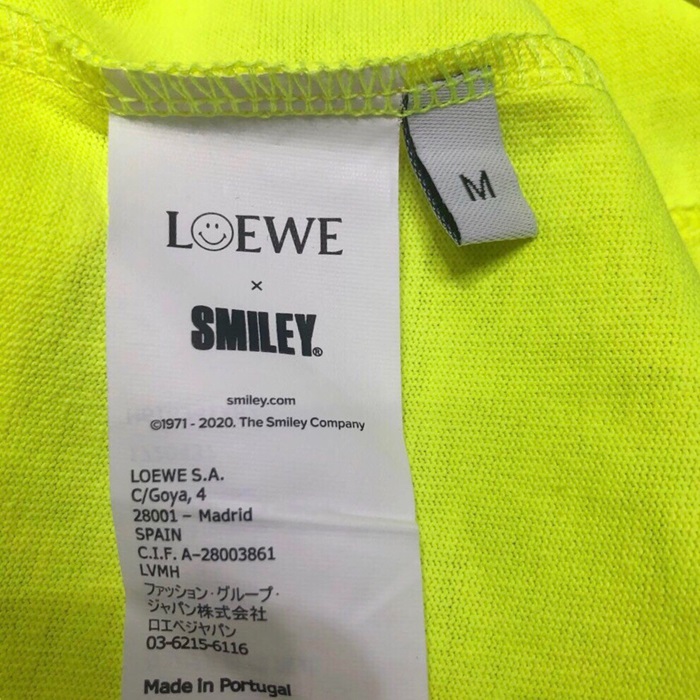 LOEWE
×
SMILEY®
smiley.com
©1971 - 2020. The Smiley Company
LOEWE S.A.
C/Goya, 4
28001 – Madrid
SPAIN
C.I.F. A-28003861
LVMH
ファッション・グループ・
ジャパン株式会社
ロエベジャパン
03-6215-6116
Made in Portugal
M